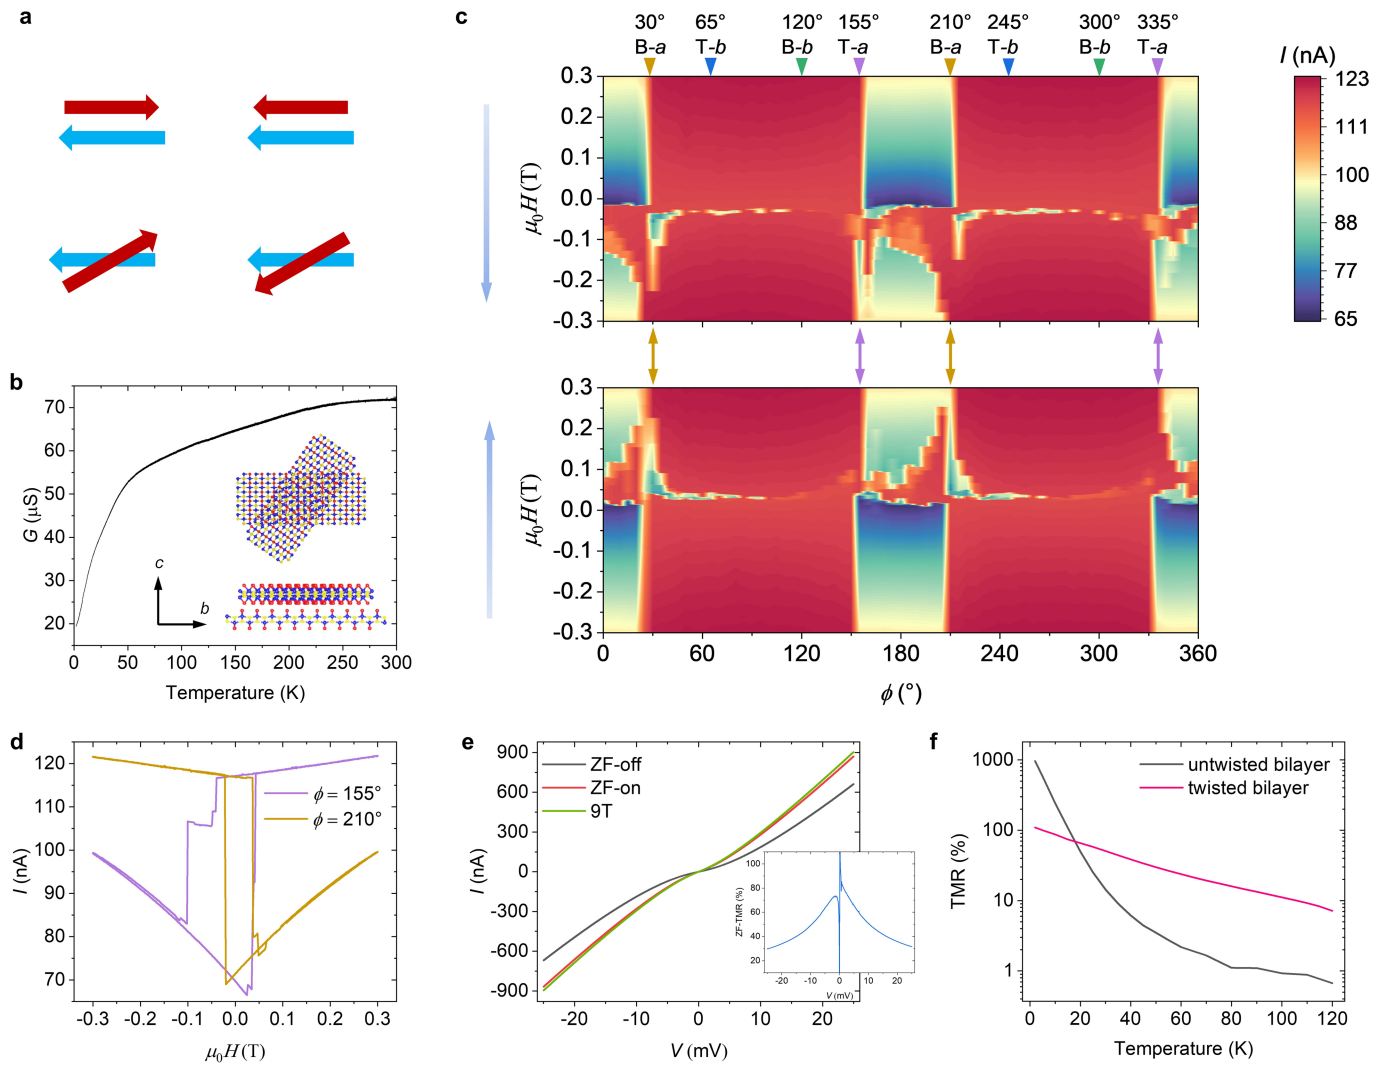 a
c
30° 65° 120° 155° 210° 245° 300° 335°
B-a T-b B-b T-a B-a T-b B-b T-a
I (nA)
0.3
0.2
0.1
0.0
-0.1
-0.2
-0.3
μ₀H(T)
123
111
100
88
77
65
0.3
0.2
0.1
0.0
-0.1
-0.2
-0.3
μ₀H(T)
0 60 120 180 240 300 360
ϕ (°)
b
70
60
50
40
30
20
G (μS)
c
b
0 50 100 150 200 250 300
Temperature (K)
d
120
110
100
90
80
70
I (nA)
ϕ = 155°
ϕ = 210°
-0.3 -0.2 -0.1 0.0 0.1 0.2 0.3
μ₀H(T)
e
900
600
300
0
-300
-600
-900
I (nA)
ZF-off
ZF-on
9T
100
80
60
40
20
ZF-TMR (%)
-20 -10 0 10 20
V (mV)
-20 -10 0 10 20
V (mV)
f
1000
100
10
1
TMR (%)
untwisted bilayer
twisted bilayer
0 20 40 60 80 100 120
Temperature (K)